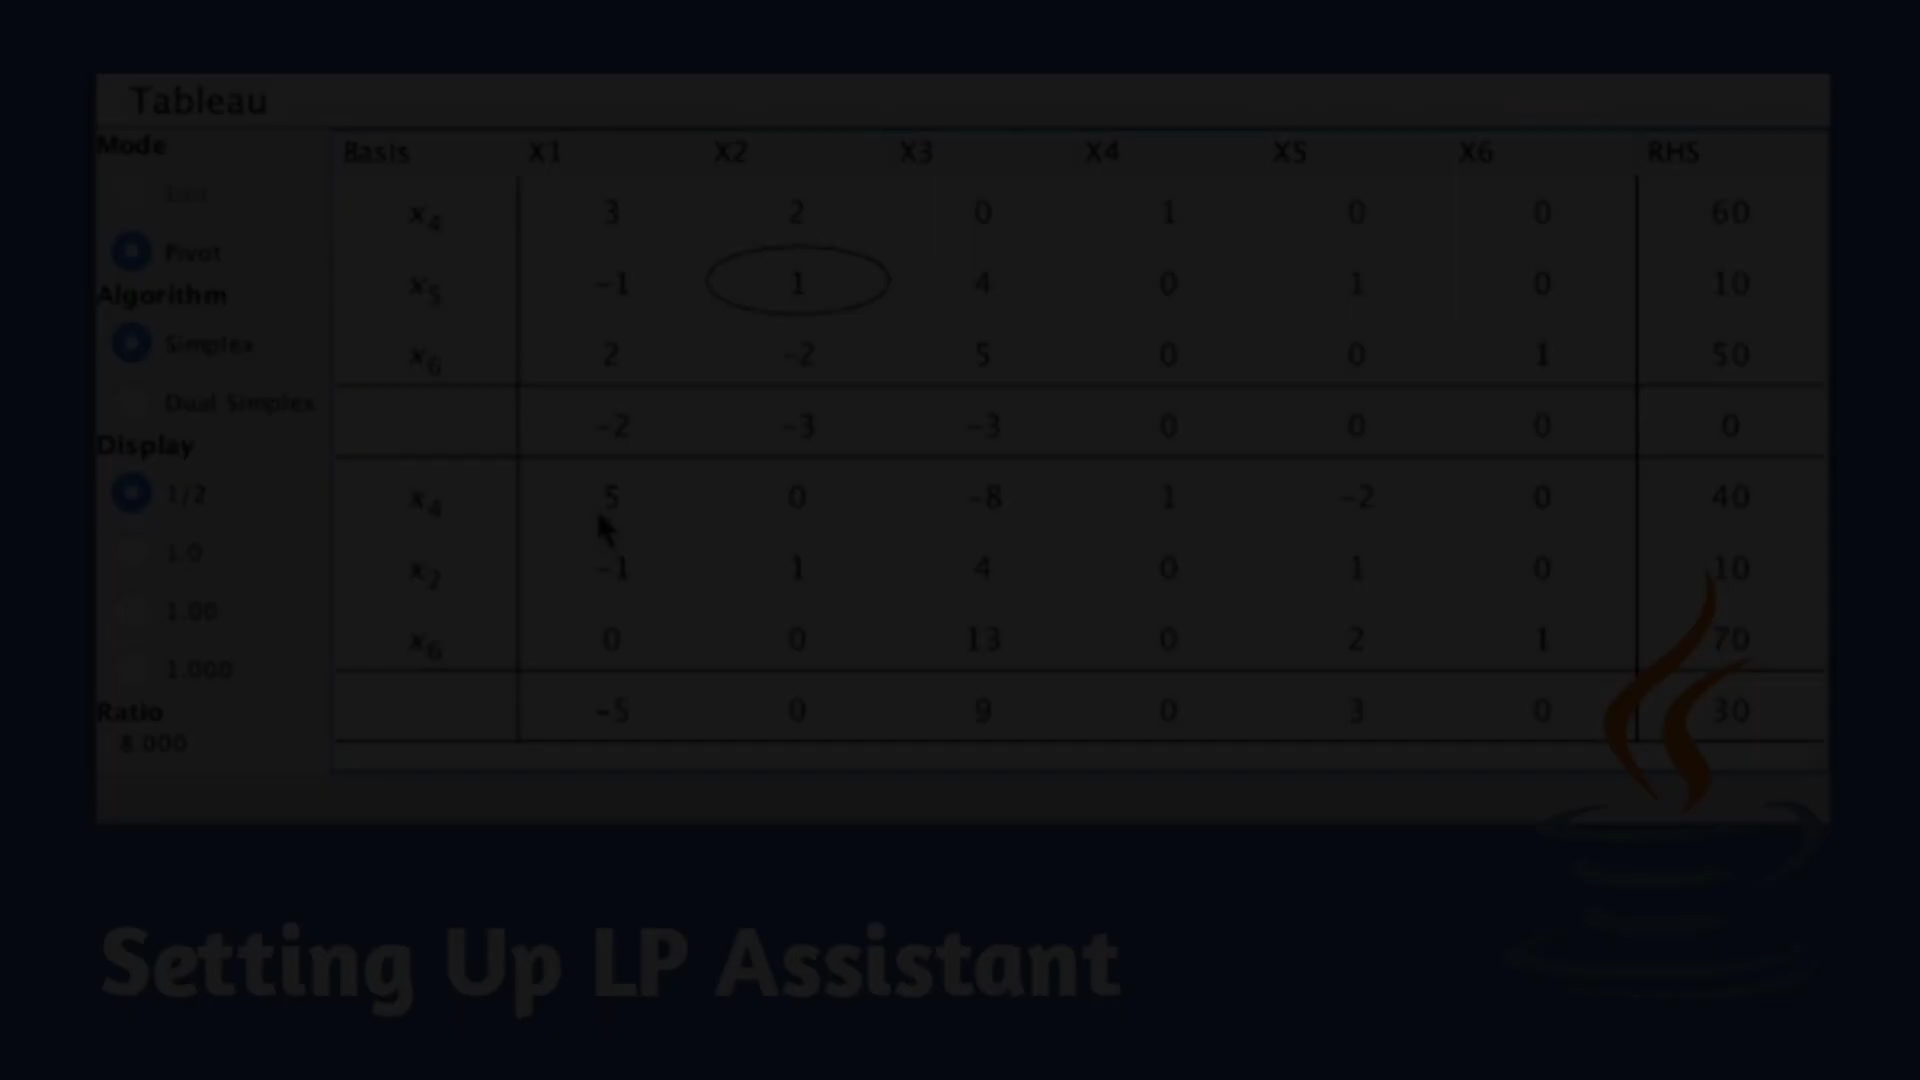 Tableau
Mode
Edit
Pivot
Algorithm
Simplex
Dual Simplex
Display
1/2
1.0
1.00
1.000
Ratio
8.000
Basis X1 X2 X3 X4 X5 X6 RHS
x4 3 2 0 1 0 0 60
x5 -1 1 4 0 1 0 10
x6 2 -2 5 0 0 1 50
-2 -3 -3 0 0 0 0
x4 5 0 -8 1 -2 0 40
x2 -1 1 4 0 1 0 10
x6 0 0 13 0 2 1 70
-5 0 9 0 3 0 30
Setting Up LP Assistant